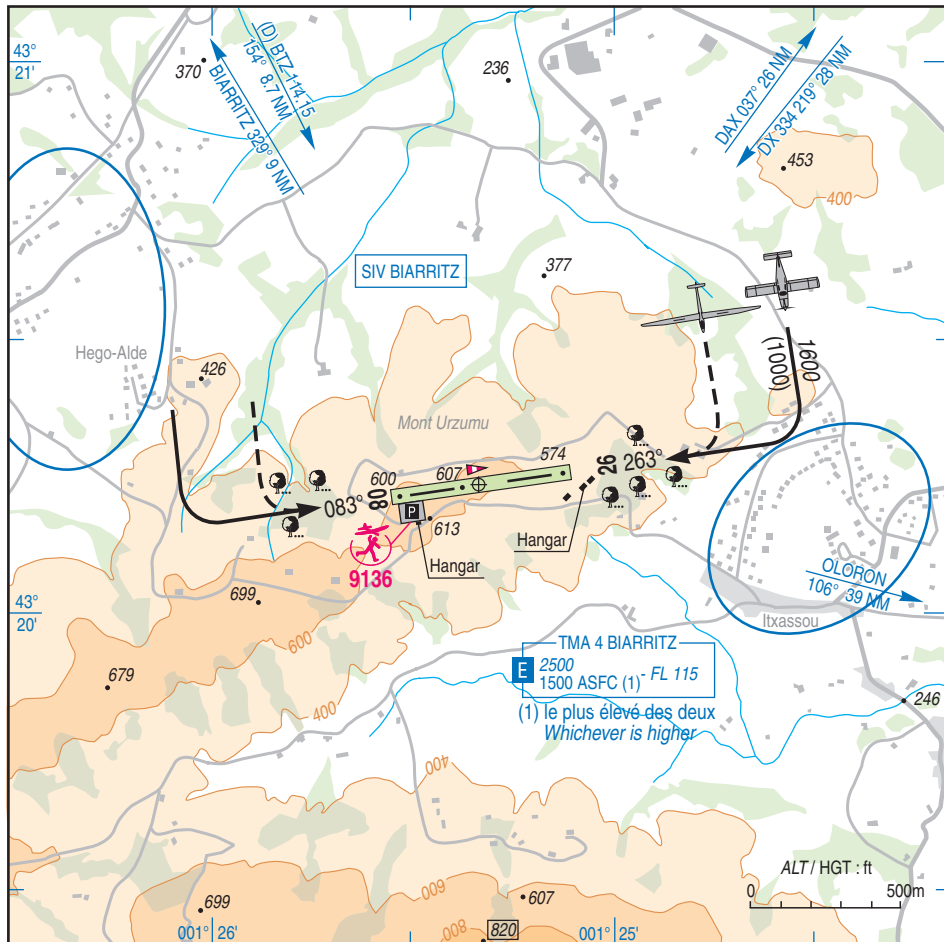 43°
21'
370
(D) BTZ 114.15
154° 8.7 NM
BIARRITZ 329° 9 NM
236
DAX 037° 26 NM
DX 334 219° 28 NM
453
400
SIV BIARRITZ
377
1600
(1000)
Hego-Alde
426
Mont Urzumu
574
607
600
26
263°
083°
08
P
613
Hangar
Hangar
9136
699
OLORON
106° 39 NM
Itxassou
43°
20'
600
679
TMA 4 BIARRITZ
E
2500
1500 ASFC (1) - FL 115
(1) le plus élevé des deux
Whichever is higher
246
400
400
ALT / HGT : ft
0
500m
600
607
699
800
820
001° 26'
001° 25'